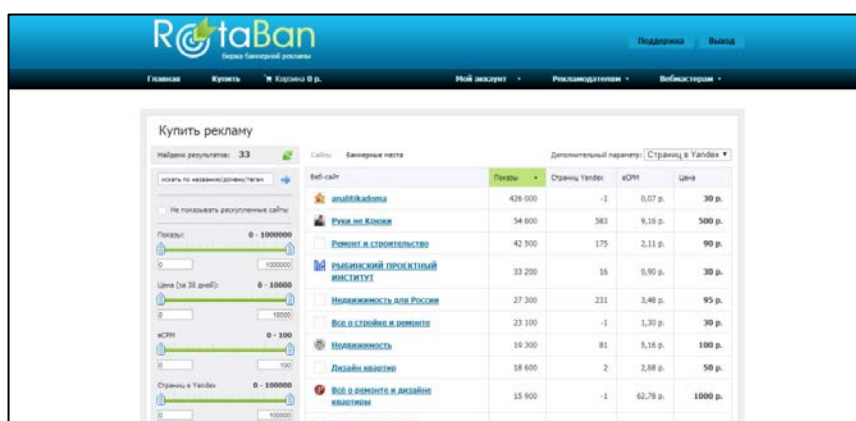 RotaBan
биржа баннерной рекламы
Поддержка Выход
Главная Купить Корзина 0 р. Мой аккаунт Рекламодателям Вебмастерам
Купить рекламу
Найдено результатов: 33
Сайты Баннерные места Дополнительный параметр: Страниц в Yandex
искать по названию/домену/тегам
Не показывать раскупленные сайты
Показы: 0 - 1000000
0 1000000
Цена (за 30 дней): 0 - 10000
0 10000
eCPM 0 - 100
0 100
Страниц в Yandex 0 - 100000
0 100000
Веб-сайт Показы Страниц Yandex eCPM Цена
analitikadoma 426 000 -1 0,07 р. 30 р.
Руки не Крюки 54 600 583 9,16 р. 500 р.
Ремонт и строительство 42 500 175 2,11 р. 90 р.
РЫБИНСКИЙ ПРОЕКТНЫЙ
ИНСТИТУТ 33 200 16 0,90 р. 30 р.
Недвижимость для России 27 300 231 3,48 р. 95 р.
Все о стройке и ремонте 23 100 -1 1,30 р. 30 р.
Недвижимость 19 300 81 5,16 р. 100 р.
Дизайн квартир 18 600 2 2,68 р. 50 р.
Всё о ремонте и дизайне
квартиры 15 900 -1 62,78 р. 1000 р.